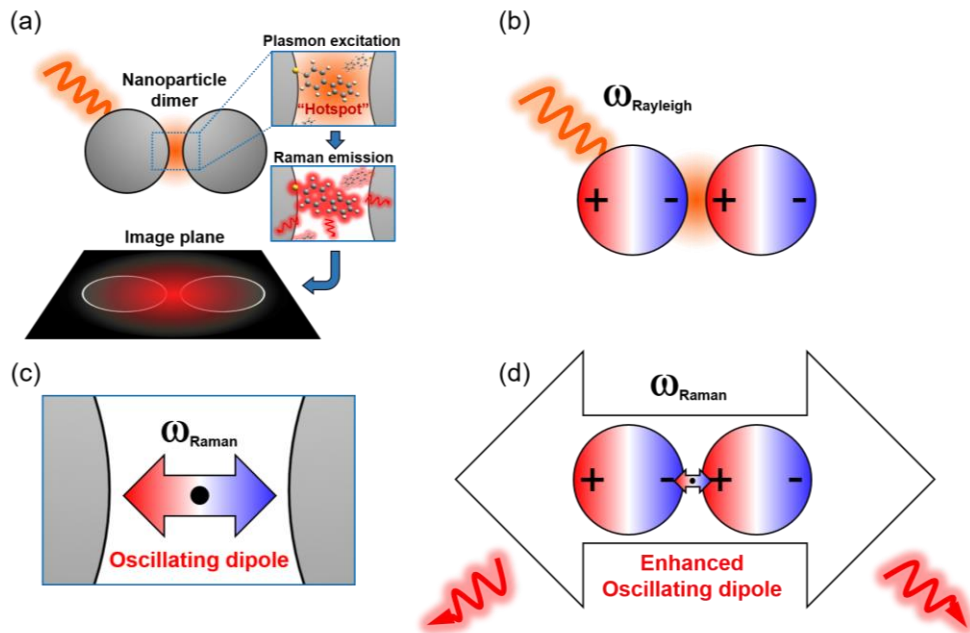 (a)
Plasmon excitation
Nanoparticle
dimer
“Hotspot”
Raman emission
Image plane
(b)
ωRayleigh
+ - + -
(c)
ωRaman
Oscillating dipole
(d)
ωRaman
+ - + -
Enhanced
Oscillating dipole